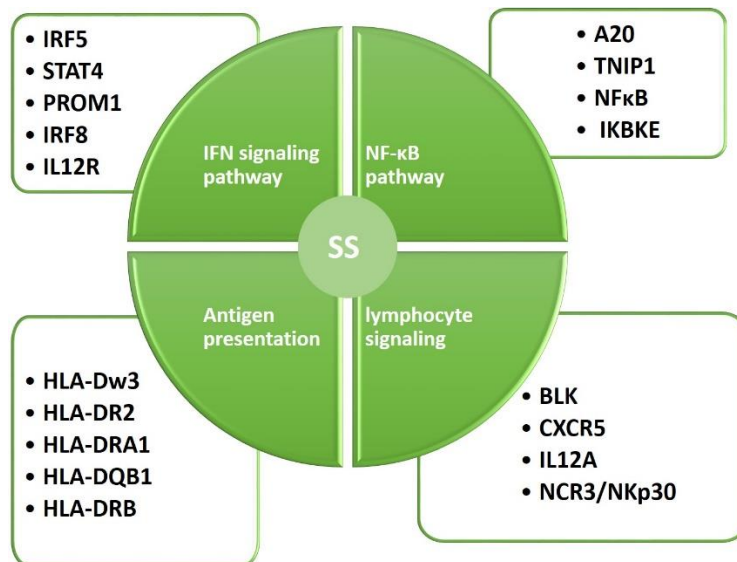 • IRF5
• STAT4
• PROM1
• IRF8
• IL12R
• A20
• TNIP1
• NFκB
• IKBKE
IFN signaling
pathway
NF-κB
pathway
SS
Antigen
presentation
lymphocyte
signaling
• HLA-Dw3
• HLA-DR2
• HLA-DRA1
• HLA-DQB1
• HLA-DRB
• BLK
• CXCR5
• IL12A
• NCR3/NKp30